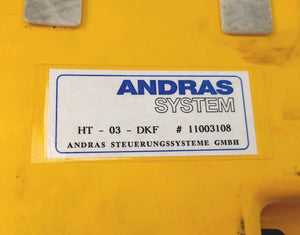 ANDRAS
SYSTEM
HT - 03 - DKF # 11003108
ANDRAS STEUERUNGSSYSTEME GMBH